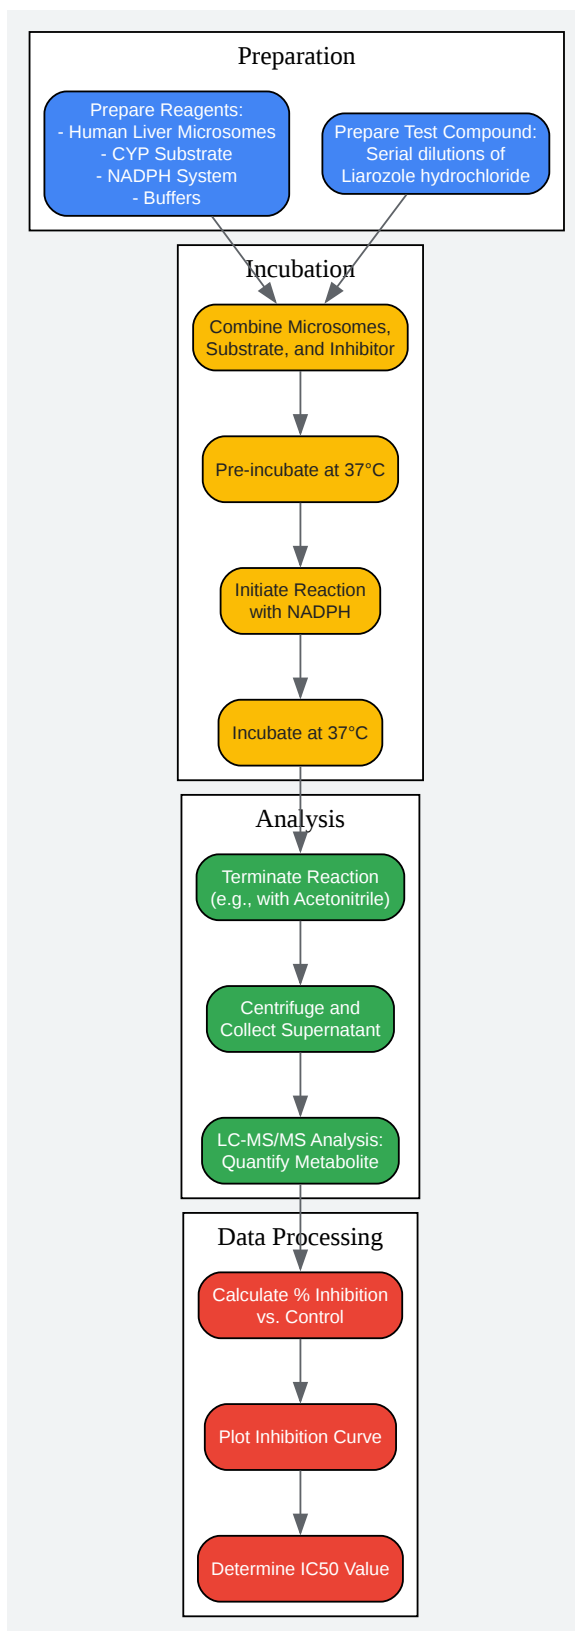 Preparation
Prepare Reagents:
- Human Liver Microsomes
- CYP Substrate
- NADPH System
- Buffers
Prepare Test Compound:
Serial dilutions of
Liarozole hydrochloride
Incubation
Combine Microsomes,
Substrate, and Inhibitor
Pre-incubate at 37°C
Initiate Reaction
with NADPH
Incubate at 37°C
Analysis
Terminate Reaction
(e.g., with Acetonitrile)
Centrifuge and
Collect Supernatant
LC-MS/MS Analysis:
Quantify Metabolite
Data Processing
Calculate % Inhibition
vs. Control
Plot Inhibition Curve
Determine IC50 Value